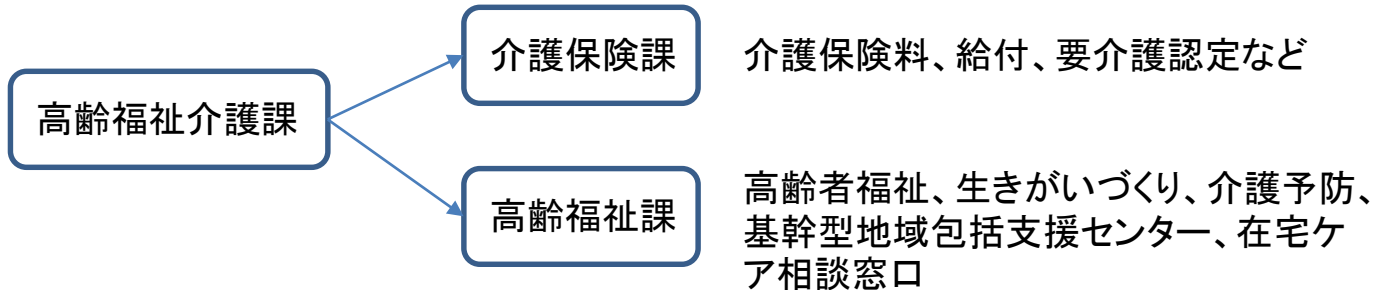 高齢福祉介護課
介護保険課
介護保険料、給付、要介護認定など
高齢福祉課
高齢者福祉、生きがいづくり、介護予防、
基幹型地域包括支援センター、在宅ケ
ア相談窓口